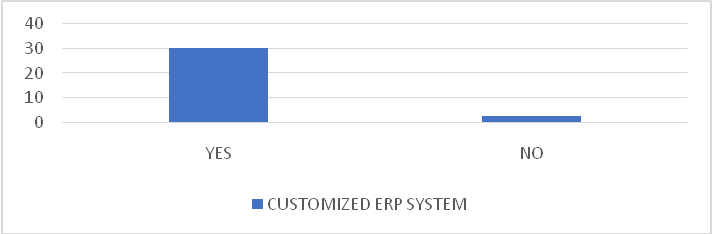 40
30
20
10
0
YES NO
CUSTOMIZED ERP SYSTEM